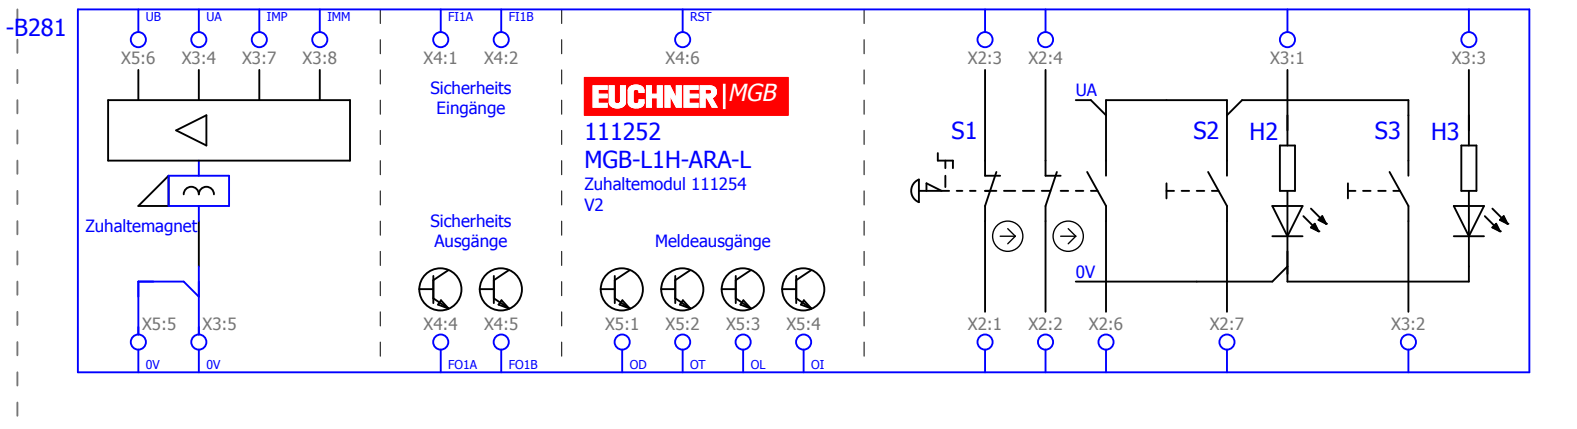 -B281
UB UA IMP IMM FI1A FI1B RST
X5:6 X3:4 X3:7 X3:8 X4:1 X4:2 X4:6 X2:3 X2:4 X3:1 X3:3
Sicherheits
Eingänge
EUCHNER MGB
111252
MGB-L1H-ARA-L
Zuhaltemodul 111254
V2
UA
S1 S2 H2 S3 H3
Zuhaltemagnet
Sicherheits
Ausgänge
Meldeausgänge
0V
X5:5 X3:5 X4:4 X4:5 X5:1 X5:2 X5:3 X5:4 X2:1 X2:2 X2:6 X2:7 X3:2
0V 0V FO1A FO1B OD OT OL OI